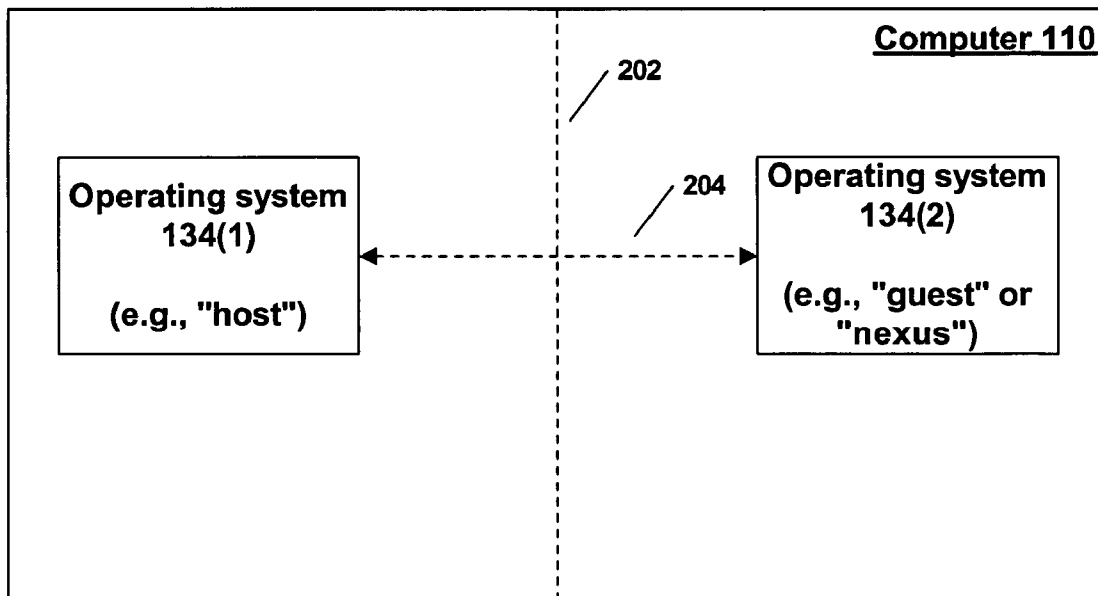 Computer 110
202
204
Operating system
134(1)
(e.g., "host")
Operating system
134(2)
(e.g., "guest" or
"nexus")